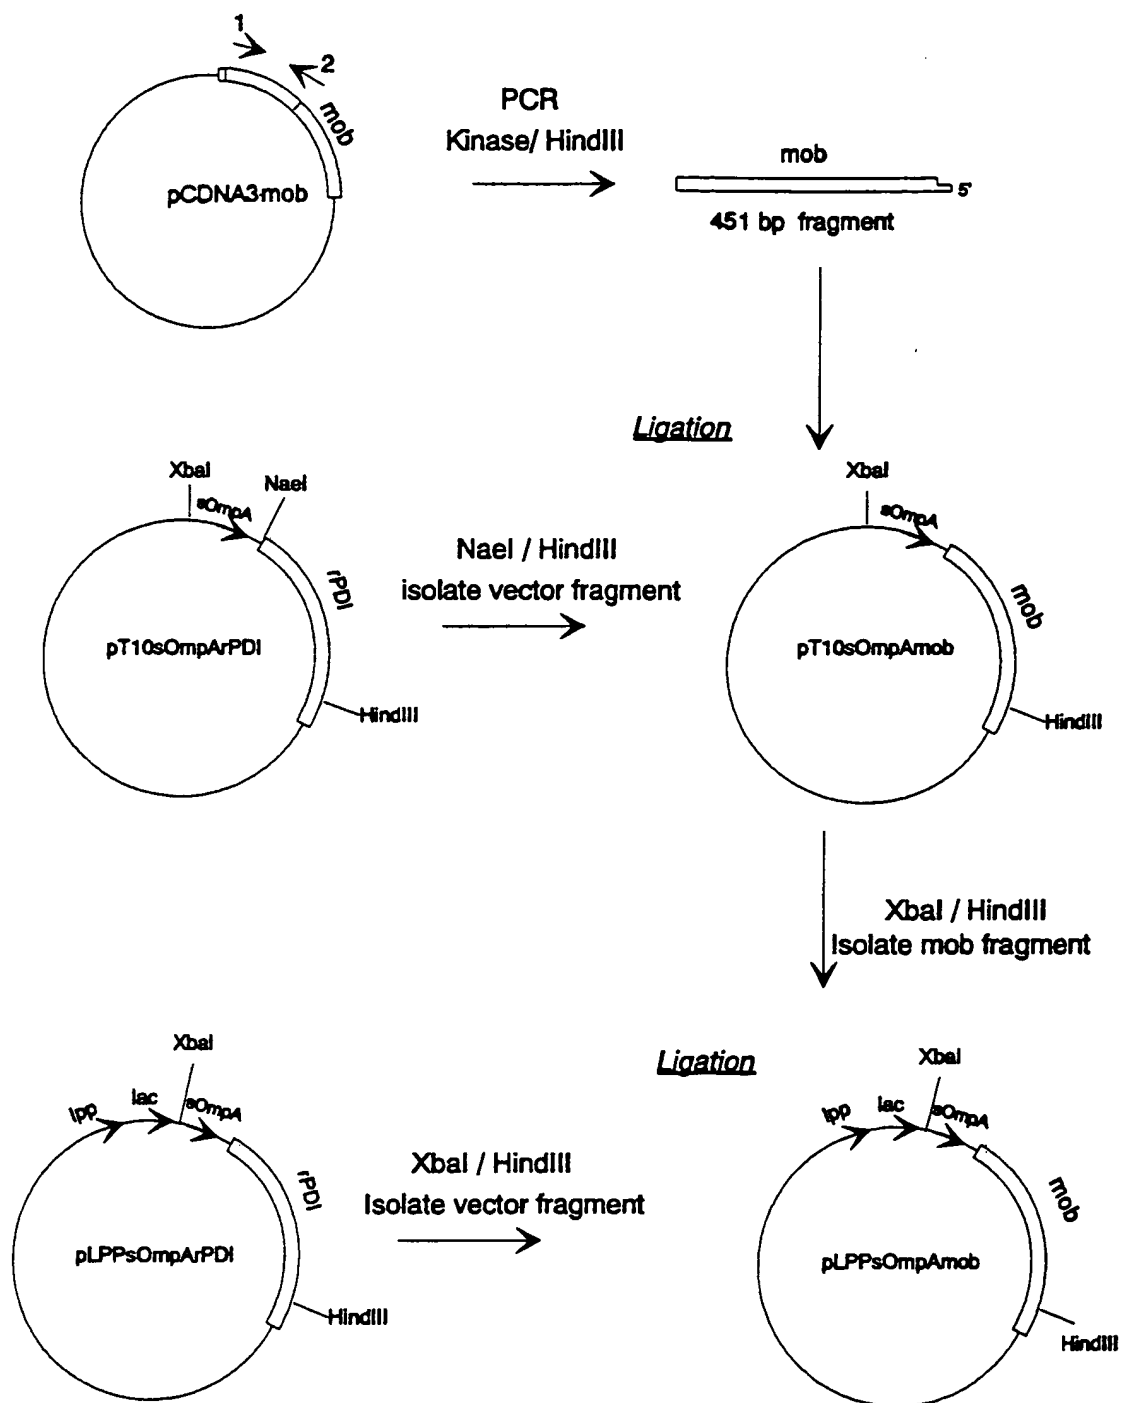 1
2
mob
pCDNA3-mob
PCR
Kinase/ HindIII
mob
5'
451 bp fragment
Ligation
XbaI
sOmpA
NaeI
rPDI
pT10sOmpArPDI
HindIII
NaeI / HindIII
isolate vector fragment
XbaI
sOmpA
mob
pT10sOmpAmob
HindIII
XbaI / HindIII
Isolate mob fragment
Ligation
XbaI
lpp
lac
sOmpA
rPDI
pLPPsOmpArPDI
HindIII
XbaI / HindIII
Isolate vector fragment
XbaI
lpp
lac
sOmpA
mob
pLPPsOmpAmob
HindIII